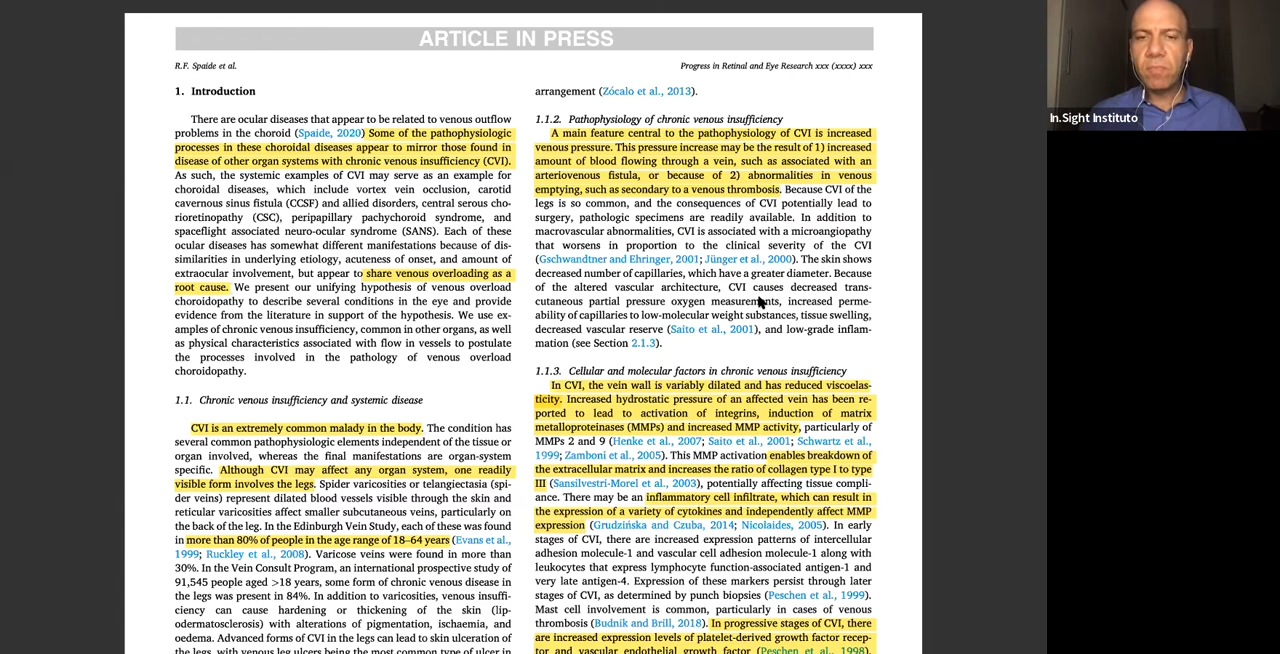 ARTICLE IN PRESS
R.F. Spaide et al.
Progress in Retinal and Eye Research xxx (xxxx) xxx
1. Introduction
There are ocular diseases that appear to be related to venous outflow
problems in the choroid (Spaide, 2020) Some of the pathophysiologic
processes in these choroidal diseases appear to mirror those found in
disease of other organ systems with chronic venous insufficiency (CVI).
As such, the systemic examples of CVI may serve as an example for
choroidal diseases, which include vortex vein occlusion, carotid
cavernous sinus fistula (CCSF) and allied disorders, central serous cho-
rioretinopathy (CSC), peripapillary pachychoroid syndrome, and
spaceflight associated neuro-ocular syndrome (SANS). Each of these
ocular diseases has somewhat different manifestations because of dis-
similarities in underlying etiology, acuteness of onset, and amount of
extraocular involvement, but appear to share venous overloading as a
root cause. We present our unifying hypothesis of venous overload
choroidopathy to describe several conditions in the eye and provide
evidence from the literature in support of the hypothesis. We use ex-
amples of chronic venous insufficiency, common in other organs, as well
as physical characteristics associated with flow in vessels to postulate
the processes involved in the pathology of venous overload
choroidopathy.
1.1. Chronic venous insufficiency and systemic disease
CVI is an extremely common malady in the body. The condition has
several common pathophysiologic elements independent of the tissue or
organ involved, whereas the final manifestations are organ-system
specific. Although CVI may affect any organ system, one readily
visible form involves the legs. Spider varicosities or telangiectasia (spi-
der veins) represent dilated blood vessels visible through the skin and
reticular varicosities affect smaller subcutaneous veins, particularly on
the back of the leg. In the Edinburgh Vein Study, each of these was found
in more than 80% of people in the age range of 18–64 years (Evans et al.,
1999; Ruckley et al., 2008). Varicose veins were found in more than
30%. In the Vein Consult Program, an international prospective study of
91,545 people aged >18 years, some form of chronic venous disease in
the legs was present in 84%. In addition to varicosities, venous insuffi-
ciency can cause hardening or thickening of the skin (lip-
odermatosclerosis) with alterations of pigmentation, ischaemia, and
oedema. Advanced forms of CVI in the legs can lead to skin ulceration of
the legs, with venous leg ulcers being the most common type of ulcer in
arrangement (Zócalo et al., 2013).
1.1.2. Pathophysiology of chronic venous insufficiency
A main feature central to the pathophysiology of CVI is increased
venous pressure. This pressure increase may be the result of 1) increased
amount of blood flowing through a vein, such as associated with an
arteriovenous fistula, or because of 2) abnormalities in venous
emptying, such as secondary to a venous thrombosis. Because CVI of the
legs is so common, and the consequences of CVI potentially lead to
surgery, pathologic specimens are readily available. In addition to
macrovascular abnormalities, CVI is associated with a microangiopathy
that worsens in proportion to the clinical severity of the CVI
(Gschwandtner and Ehringer, 2001; Jünger et al., 2000). The skin shows
decreased number of capillaries, which have a greater diameter. Because
of the altered vascular architecture, CVI causes decreased trans-
cutaneous partial pressure oxygen measurements, increased perme-
ability of capillaries to low-molecular weight substances, tissue swelling,
decreased vascular reserve (Saito et al., 2001), and low-grade inflam-
mation (see Section 2.1.3).
1.1.3. Cellular and molecular factors in chronic venous insufficiency
In CVI, the vein wall is variably dilated and has reduced viscoelas-
ticity. Increased hydrostatic pressure of an affected vein has been re-
ported to lead to activation of integrins, induction of matrix
metalloproteinases (MMPs) and increased MMP activity, particularly of
MMPs 2 and 9 (Henke et al., 2007; Saito et al., 2001; Schwartz et al.,
1999; Zamboni et al., 2005). This MMP activation enables breakdown of
the extracellular matrix and increases the ratio of collagen type I to type
III (Sansilvestri-Morel et al., 2003), potentially affecting tissue compli-
ance. There may be an inflammatory cell infiltrate, which can result in
the expression of a variety of cytokines and independently affect MMP
expression (Grudzińska and Czuba, 2014; Nicolaides, 2005). In early
stages of CVI, there are increased expression patterns of intercellular
adhesion molecule-1 and vascular cell adhesion molecule-1 along with
leukocytes that express lymphocyte function-associated antigen-1 and
very late antigen-4. Expression of these markers persist through later
stages of CVI, as determined by punch biopsies (Peschen et al., 1999).
Mast cell involvement is common, particularly in cases of venous
thrombosis (Budnik and Brill, 2018). In progressive stages of CVI, there
are increased expression levels of platelet-derived growth factor recep-
tor and vascular endothelial growth factor (Peschen et al., 1998).
In.Sight Instituto